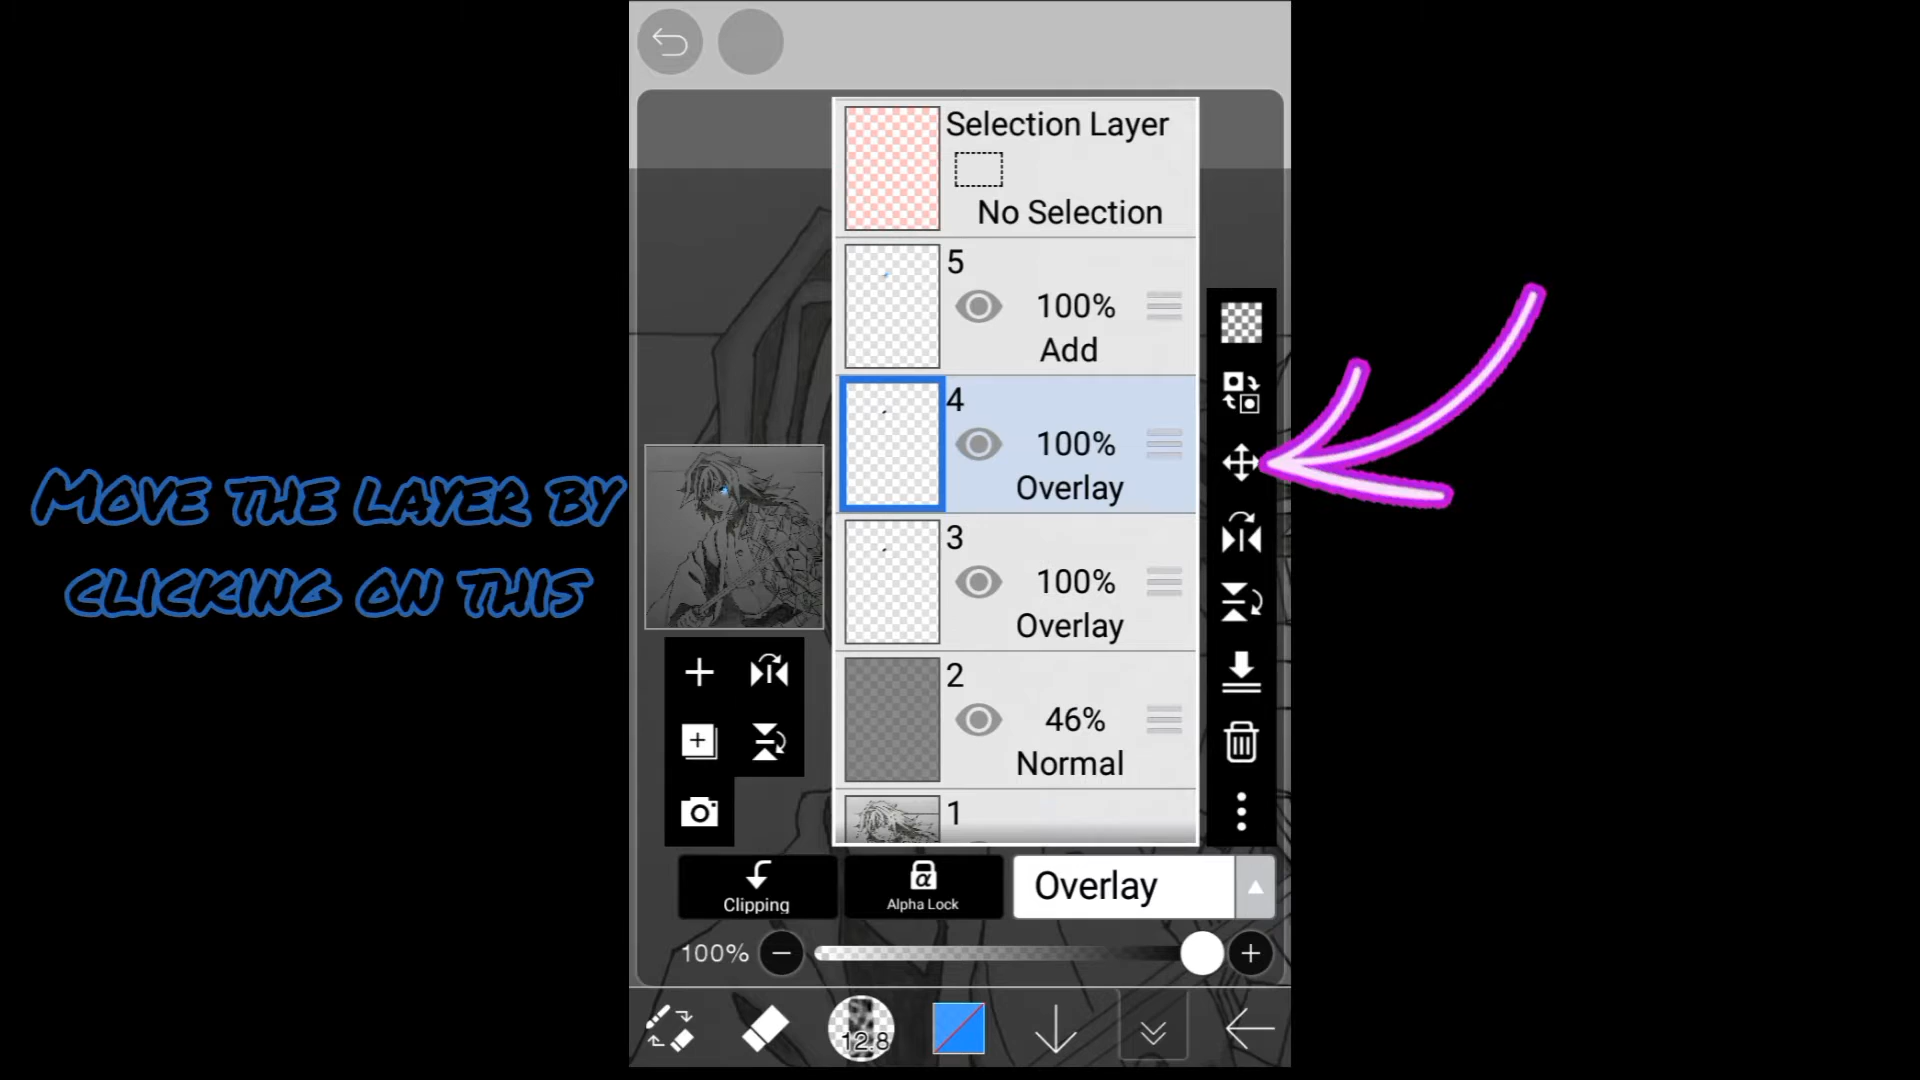 Move the layer by
clicking on this
Selection Layer
No Selection
5
100%
Add
4
100%
Overlay
3
100%
Overlay
2
46%
Normal
1
Clipping
α
Alpha Lock
Overlay
100%
12.8